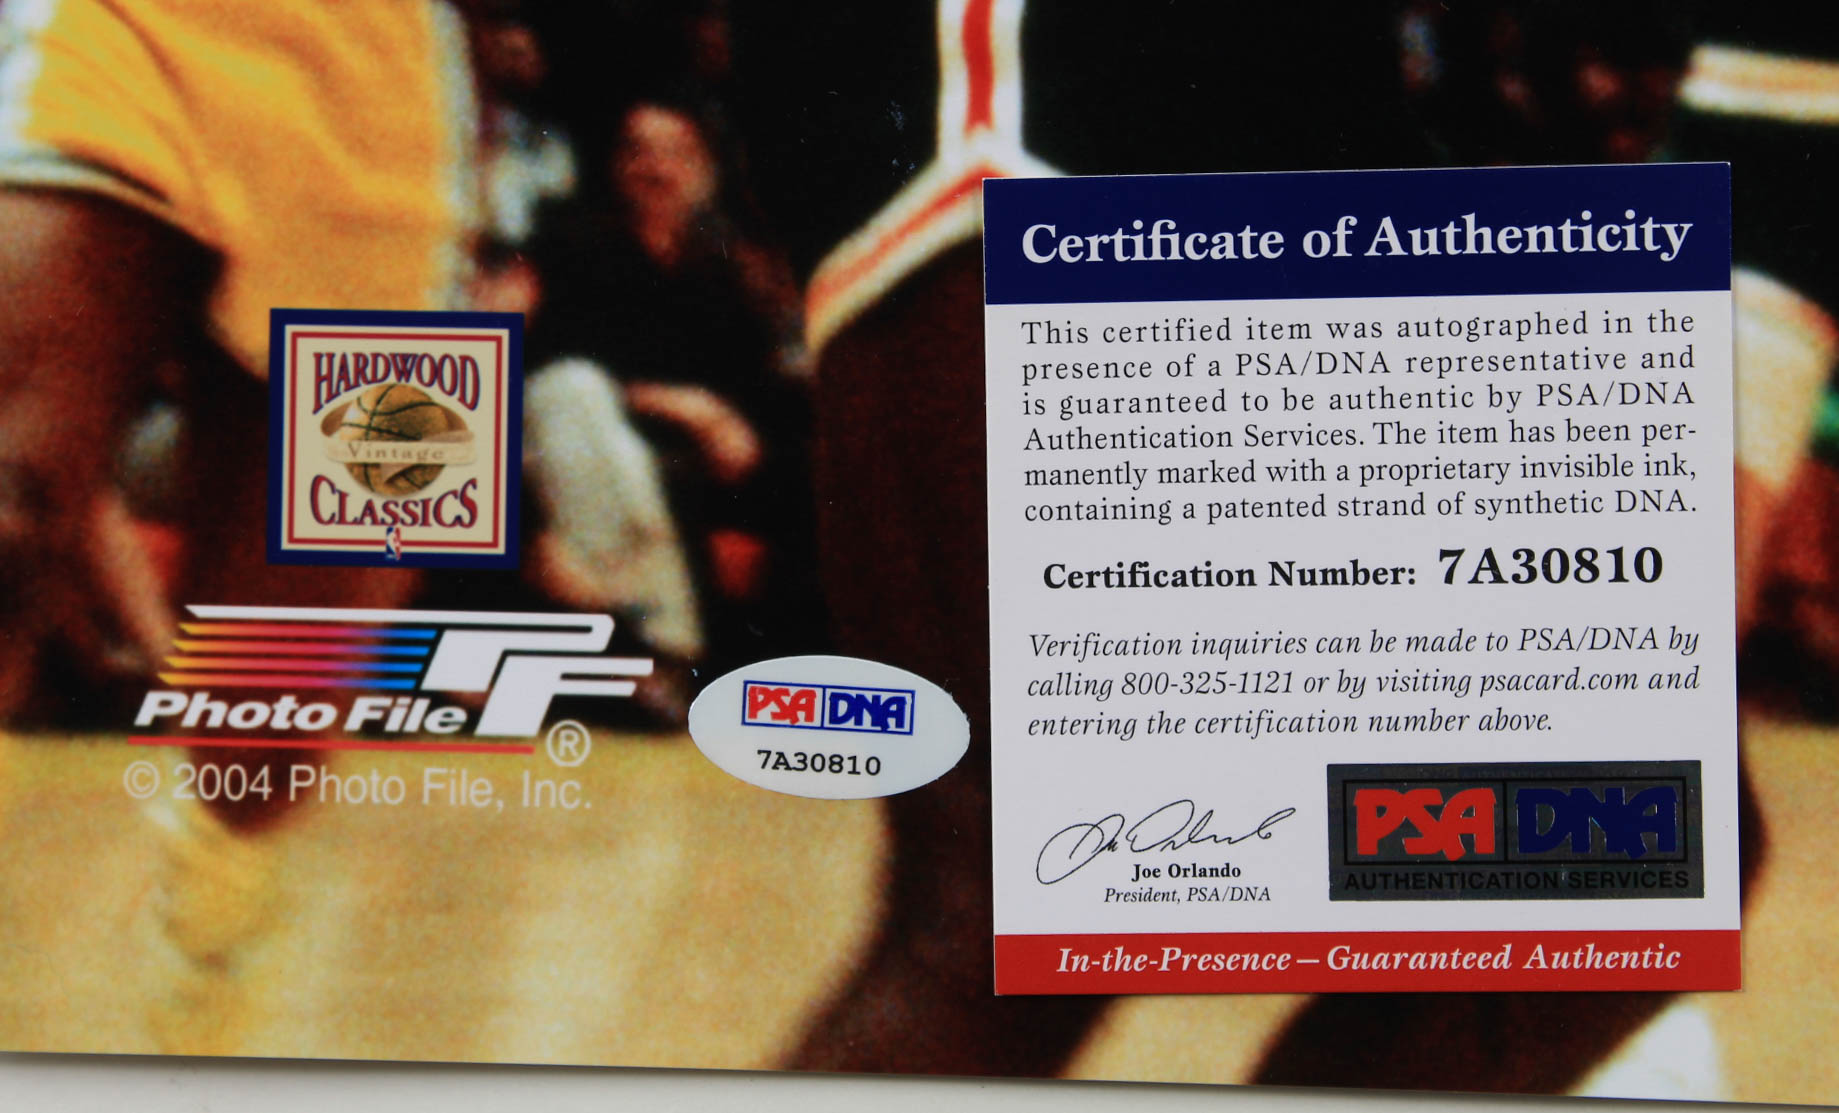 HARDWOOD
Vintage
CLASSICS
PF
Photo File
®
© 2004 Photo File, Inc.
PSA DNA
7A30810
Certificate of Authenticity
This certified item was autographed in the
presence of a PSA/DNA representative and
is guaranteed to be authentic by PSA/DNA
Authentication Services. The item has been per-
manently marked with a proprietary invisible ink,
containing a patented strand of synthetic DNA.
Certification Number: 7A30810
Verification inquiries can be made to PSA/DNA by
calling 800-325-1121 or by visiting psacard.com and
entering the certification number above.
Joe Orlando
President, PSA/DNA
PSA DNA
AUTHENTICATION SERVICES
In-the-Presence — Guaranteed Authentic